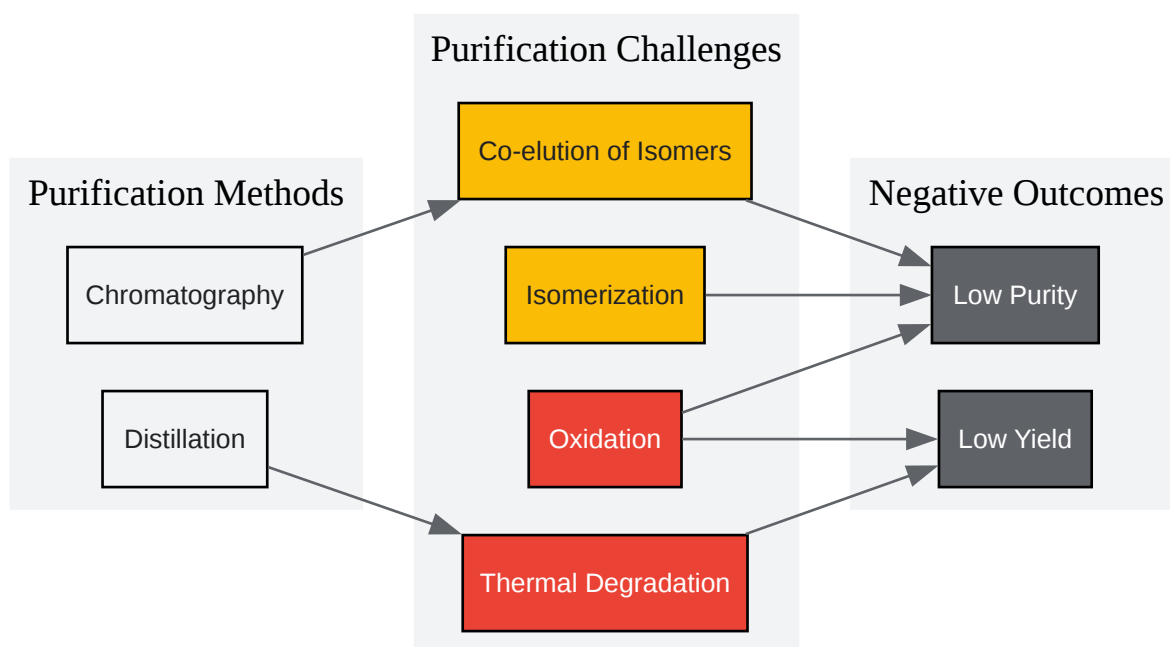 Purification Methods
Chromatography
Distillation
Purification Challenges
Co-elution of Isomers
Isomerization
Oxidation
Thermal Degradation
Negative Outcomes
Low Purity
Low Yield